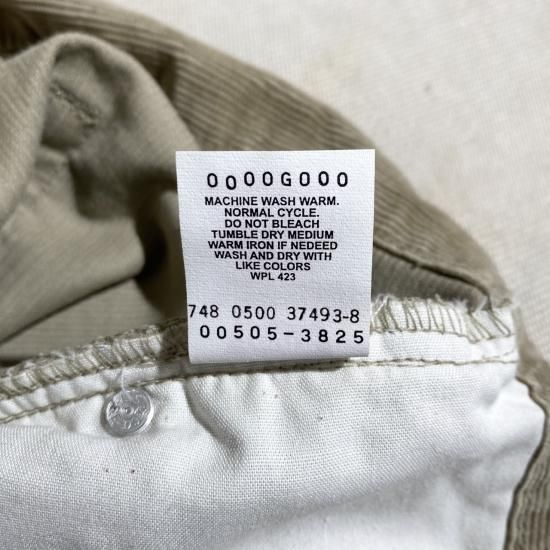 0000G000
MACHINE WASH WARM.
NORMAL CYCLE.
DO NOT BLEACH
TUMBLE DRY MEDIUM
WARM IRON IF NEEDED
WASH AND DRY WITH
LIKE COLORS
WPL 423
748 0500 37493-8
00505-3825